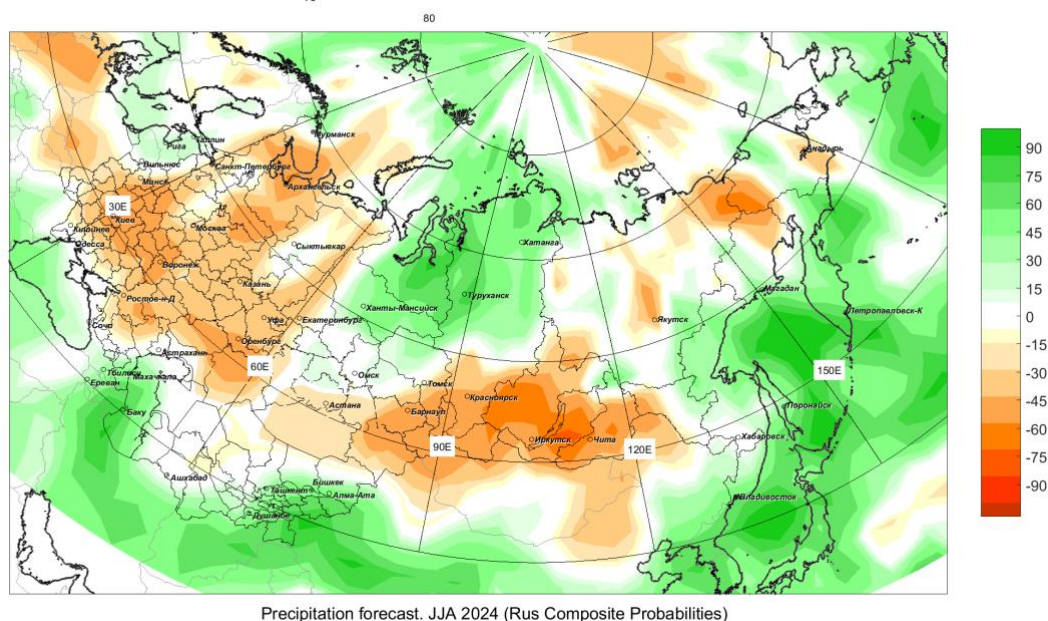 80
Мурманск
Таллин
Рига
Вильнюс
Санкт-Петербург
Минск
Архангельск
Анадырь
30E
Киев
Кишинев
Москва
Одесса
Сыктывкар
Хатанга
Воронеж
Казань
Ростов-н-Д
Ханты-Мансийск
Туруханск
Магадан
Петропавловск-К
Сочи
Уфа
Екатеринбург
Якутск
Оренбург
Астрахань
60E
Тбилиси
Махачкала
Ереван
Омск
Томск
150E
Баку
Астана
Барнаул
Красноярск
Поронайск
90E
Иркутск
Чита
120E
Хабаровск
Ашхабад
Ташкент
Бишкек
Алма-Ата
Душанбе
Владивосток
90
75
60
45
30
15
0
-15
-30
-45
-60
-75
-90
Precipitation forecast. JJA 2024 (Rus Composite Probabilities)